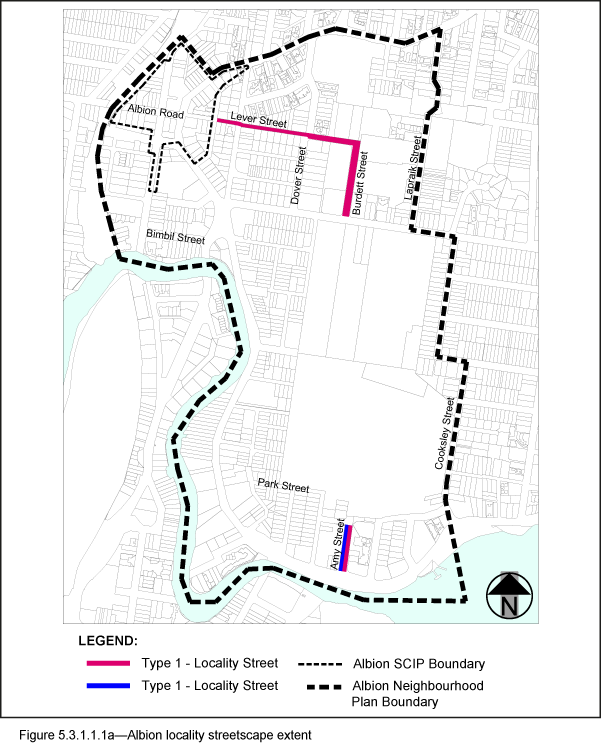 Albion Road
Lever Street
Dover Street
Burdett Street
Lapraik Street
Bimbil Street
Cooksley Street
Park Street
Amy Street
N
LEGEND:
Type 1 - Locality Street
Albion SCIP Boundary
Type 1 - Locality Street
Albion Neighbourhood
Plan Boundary
Figure 5.3.1.1.1a—Albion locality streetscape extent